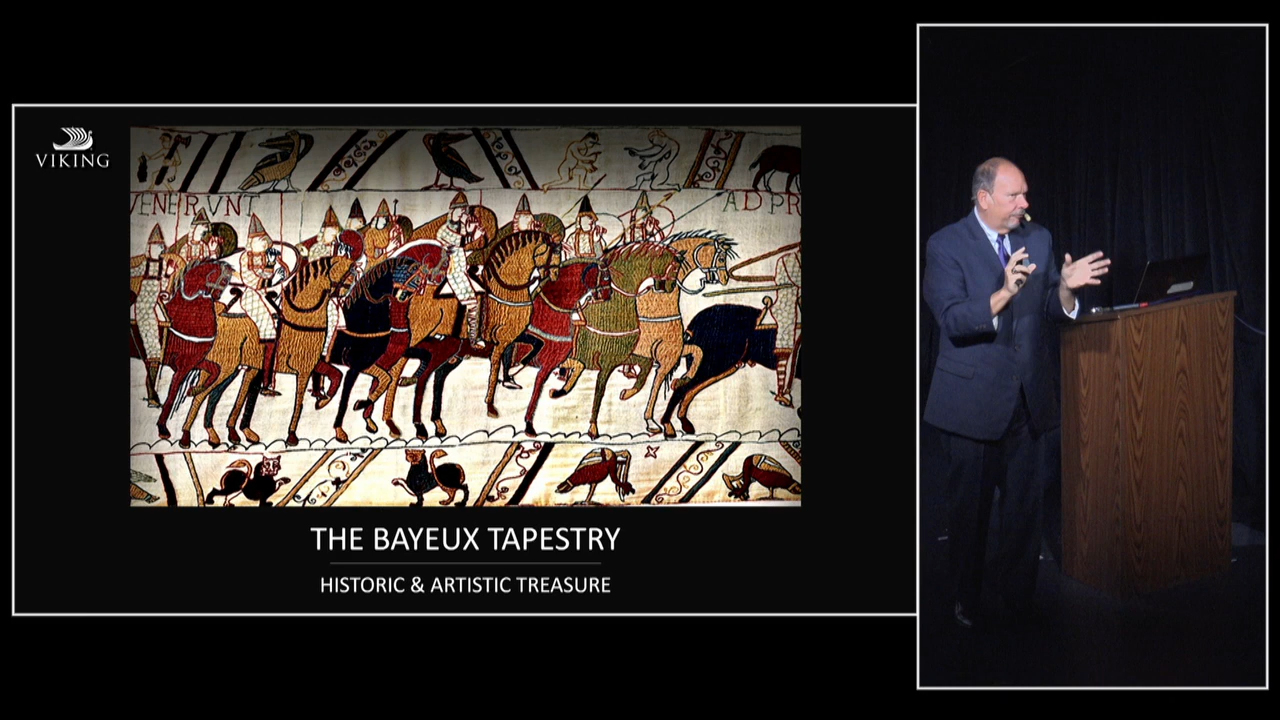 VIKING
VENERVNT
AD PR
THE BAYEUX TAPESTRY
HISTORIC & ARTISTIC TREASURE